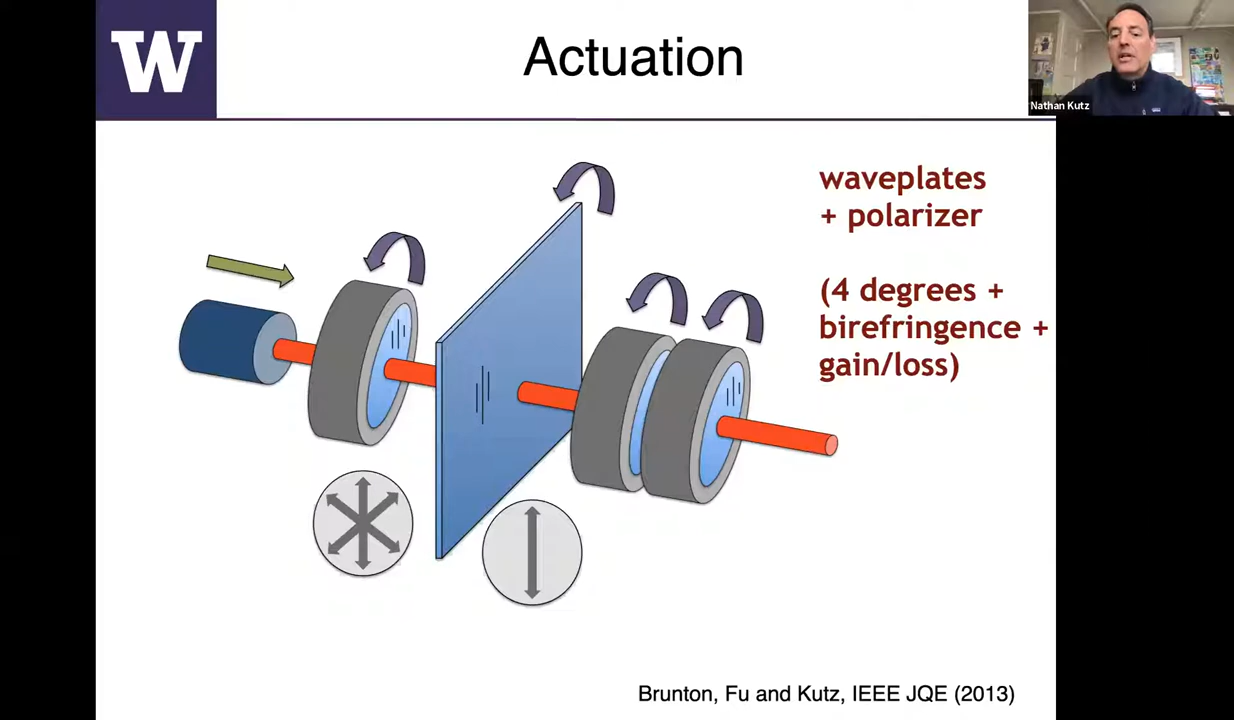 W
Actuation
Nathan Kutz
waveplates
+ polarizer
(4 degrees +
birefringence +
gain/loss)
Brunton, Fu and Kutz, IEEE JQE (2013)